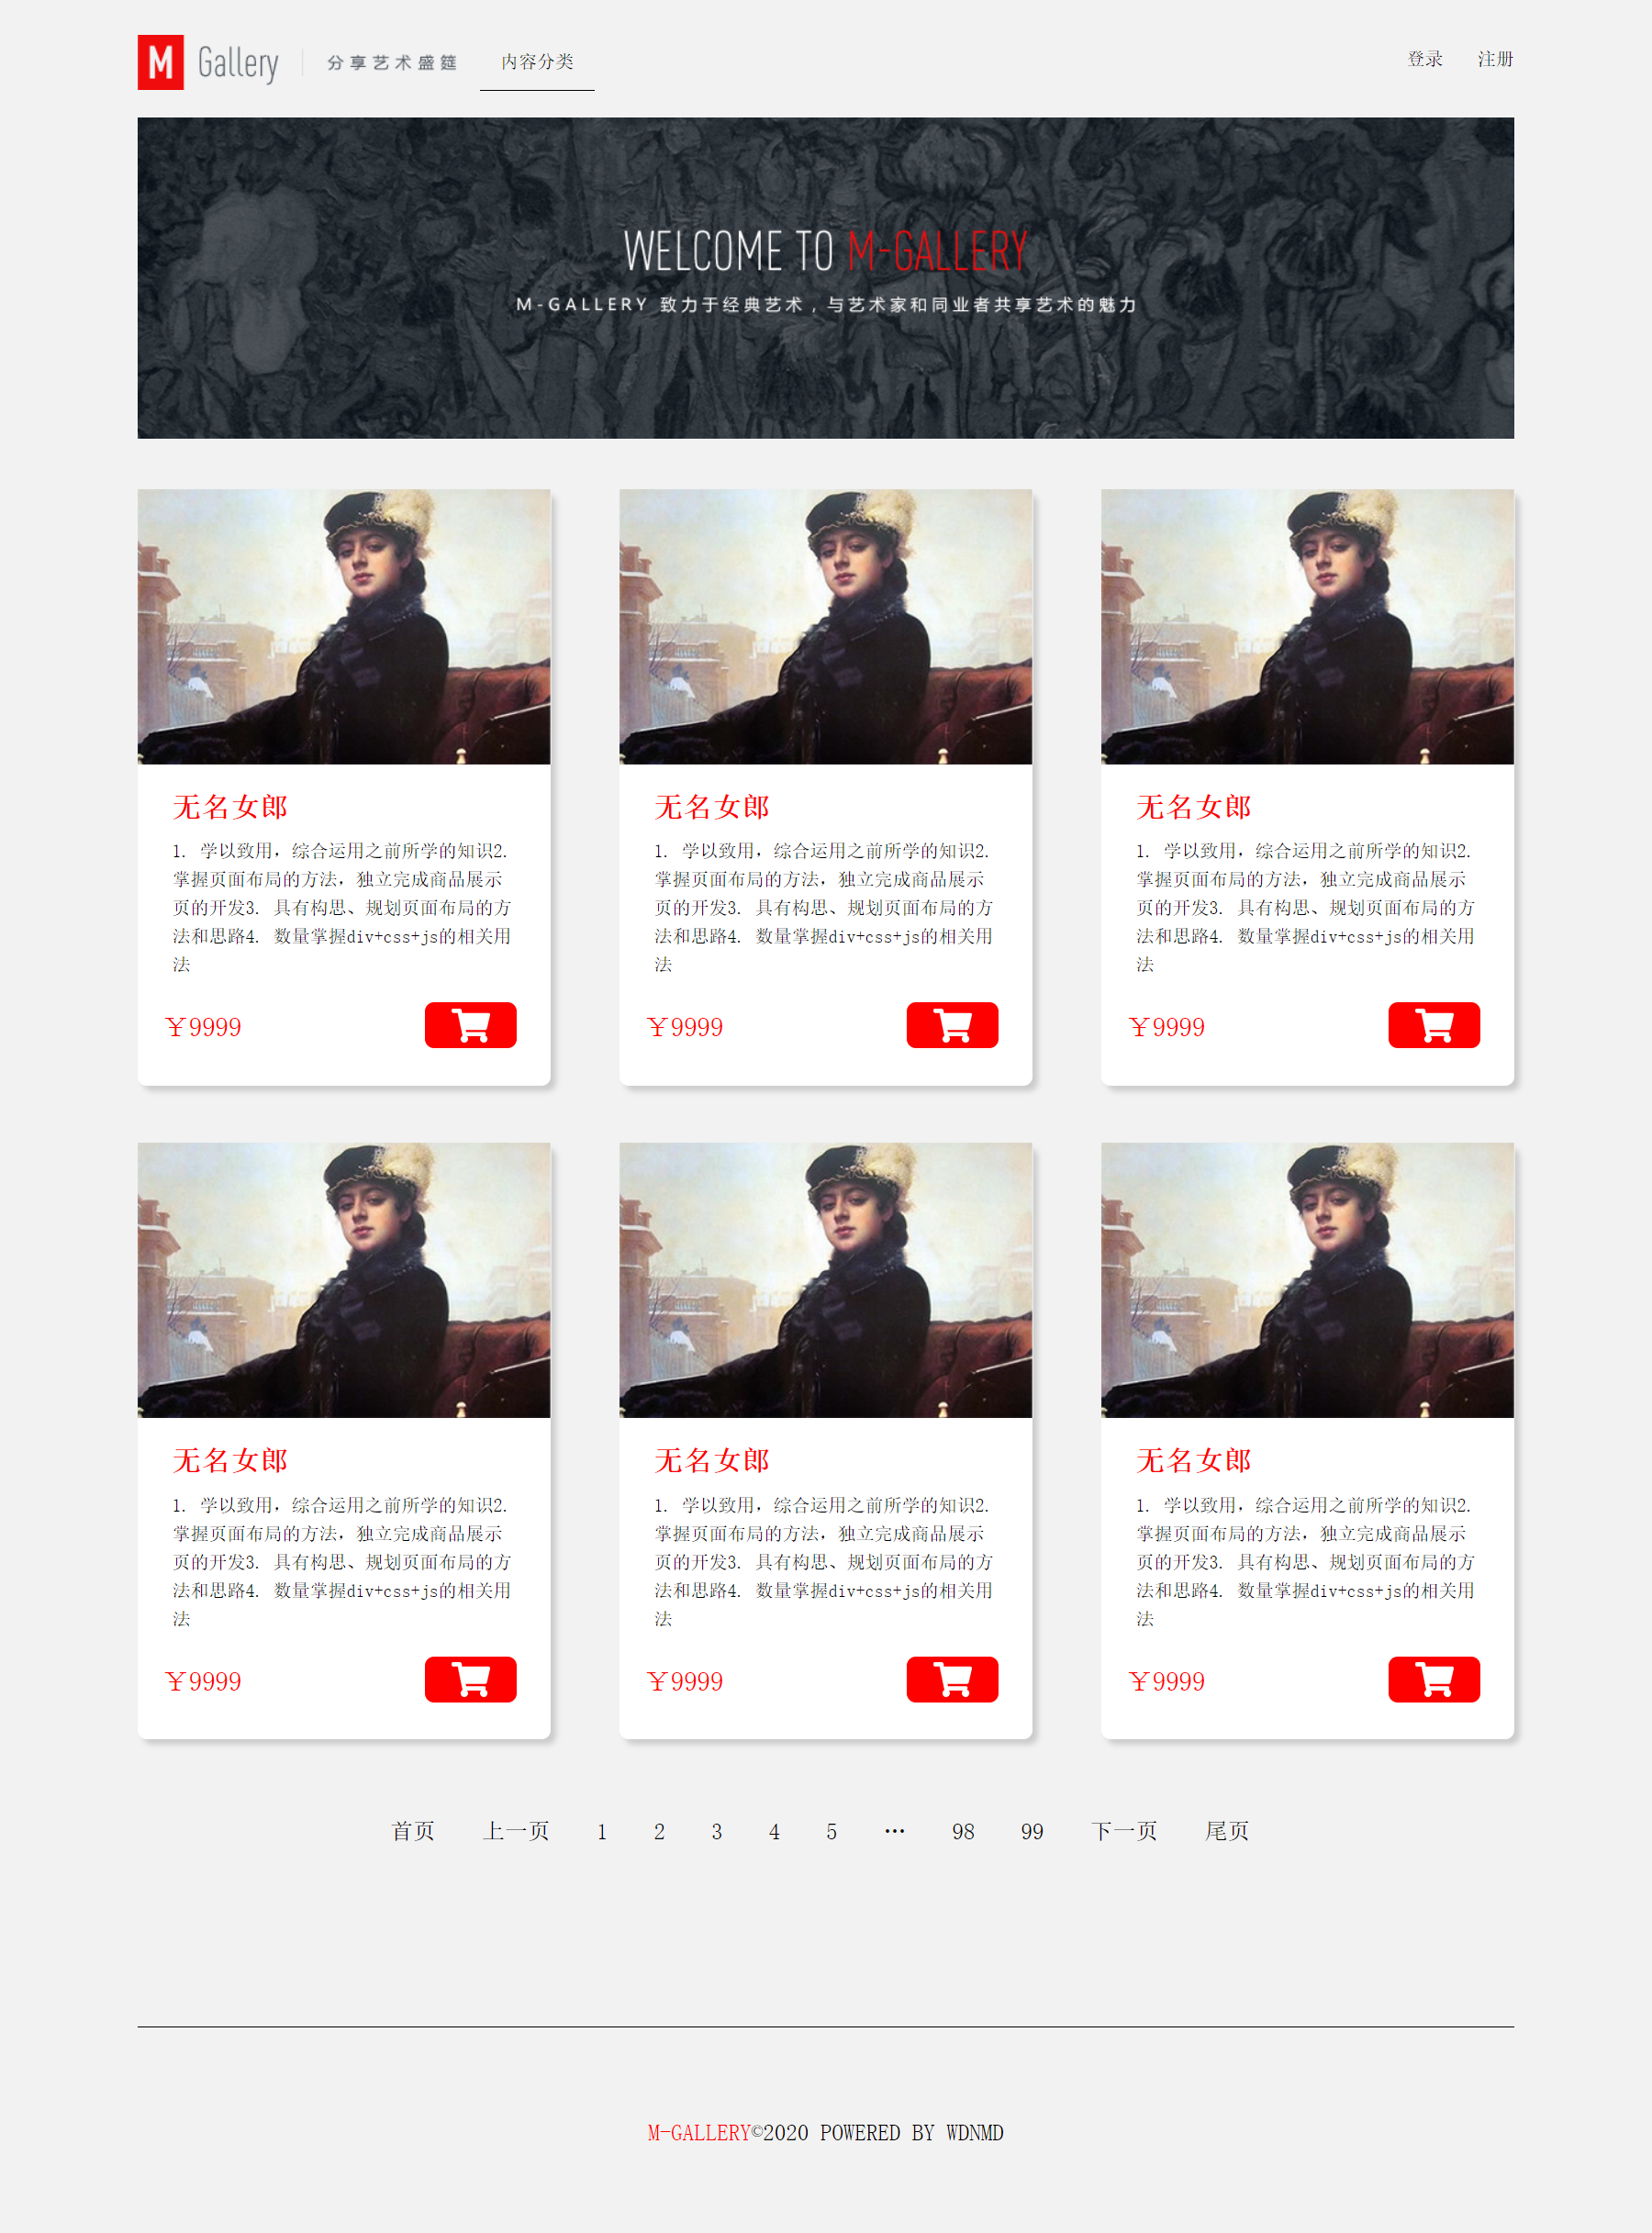 M Gallery 分享艺术盛筵 内容分类 登录 注册
WELCOME TO M-GALLERY
M-GALLERY 致力于经典艺术，与艺术家和同业者共享艺术的魅力
无名女郎
1. 学以致用，综合运用之前所学的知识2.
掌握页面布局的方法，独立完成商品展示
页的开发3. 具有构思、规划页面布局的方
法和思路4. 数量掌握div+css+js的相关用
法
￥9999
无名女郎
1. 学以致用，综合运用之前所学的知识2.
掌握页面布局的方法，独立完成商品展示
页的开发3. 具有构思、规划页面布局的方
法和思路4. 数量掌握div+css+js的相关用
法
￥9999
无名女郎
1. 学以致用，综合运用之前所学的知识2.
掌握页面布局的方法，独立完成商品展示
页的开发3. 具有构思、规划页面布局的方
法和思路4. 数量掌握div+css+js的相关用
法
￥9999
无名女郎
1. 学以致用，综合运用之前所学的知识2.
掌握页面布局的方法，独立完成商品展示
页的开发3. 具有构思、规划页面布局的方
法和思路4. 数量掌握div+css+js的相关用
法
￥9999
无名女郎
1. 学以致用，综合运用之前所学的知识2.
掌握页面布局的方法，独立完成商品展示
页的开发3. 具有构思、规划页面布局的方
法和思路4. 数量掌握div+css+js的相关用
法
￥9999
无名女郎
1. 学以致用，综合运用之前所学的知识2.
掌握页面布局的方法，独立完成商品展示
页的开发3. 具有构思、规划页面布局的方
法和思路4. 数量掌握div+css+js的相关用
法
￥9999
首页 上一页 1 2 3 4 5 … 98 99 下一页 尾页
M-GALLERY©2020 POWERED BY WDNMD